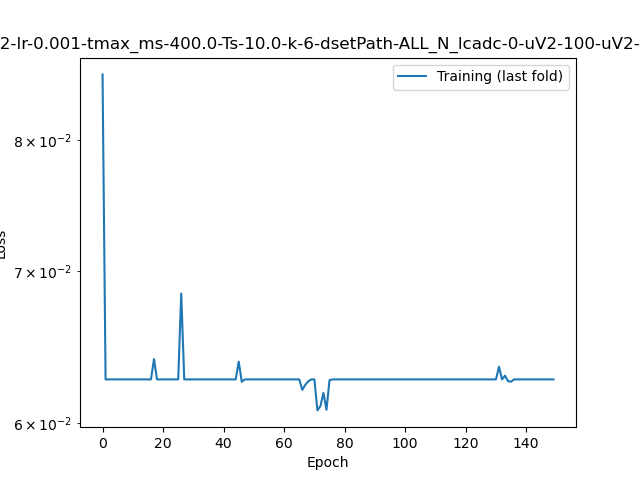 2-lr-0.001-tmax_ms-400.0-Ts-10.0-k-6-dsetPath-ALL_N_lcadc-0-uV2-100-uV2-
Training (last fold)
8 × 10⁻²
7 × 10⁻²
6 × 10⁻²
Loss
0 20 40 60 80 100 120 140
Epoch